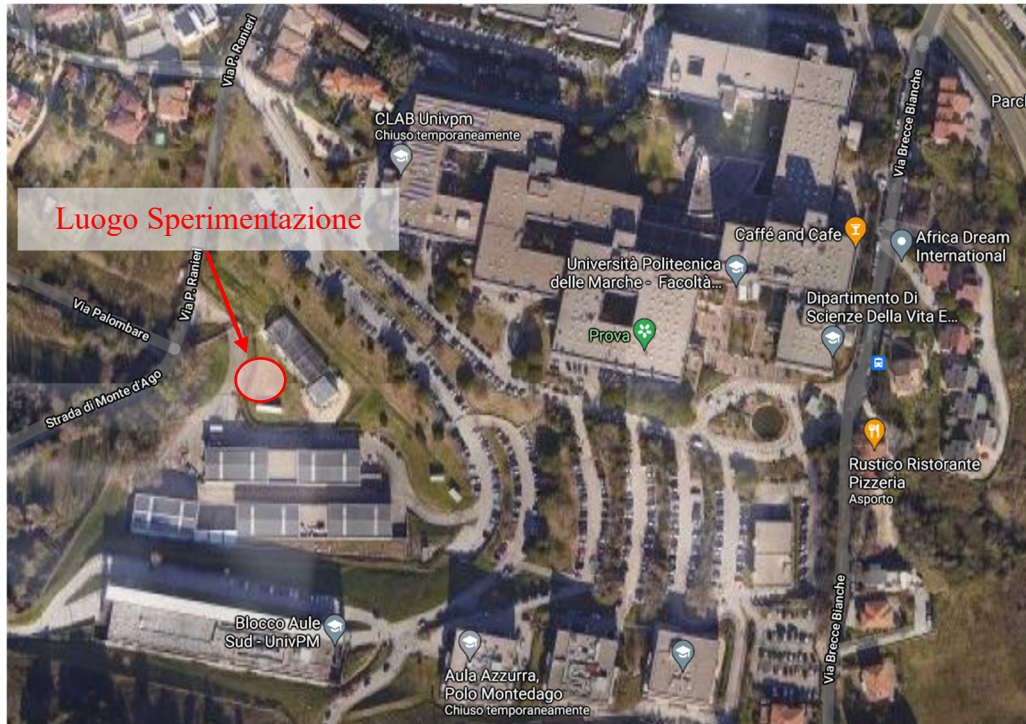 Via P. Ranieri
CLAB Univpm
Chiuso temporaneamente
Parc
Via Brecce Bianche
Luogo Sperimentazione
Via P. Ranieri
Caffé and Cafe
Africa Dream
International
Università Politecnica
delle Marche - Facoltà...
Dipartimento Di
Scienze Della Vita E...
Prova
Via Palombare
Strada di Monte d'Ago
Rustico Ristorante
Pizzeria
Asporto
Via Brecce Bianche
Blocco Aule
Sud - UnivPM
Aula Azzurra,
Polo Montedago
Chiuso temporaneamente